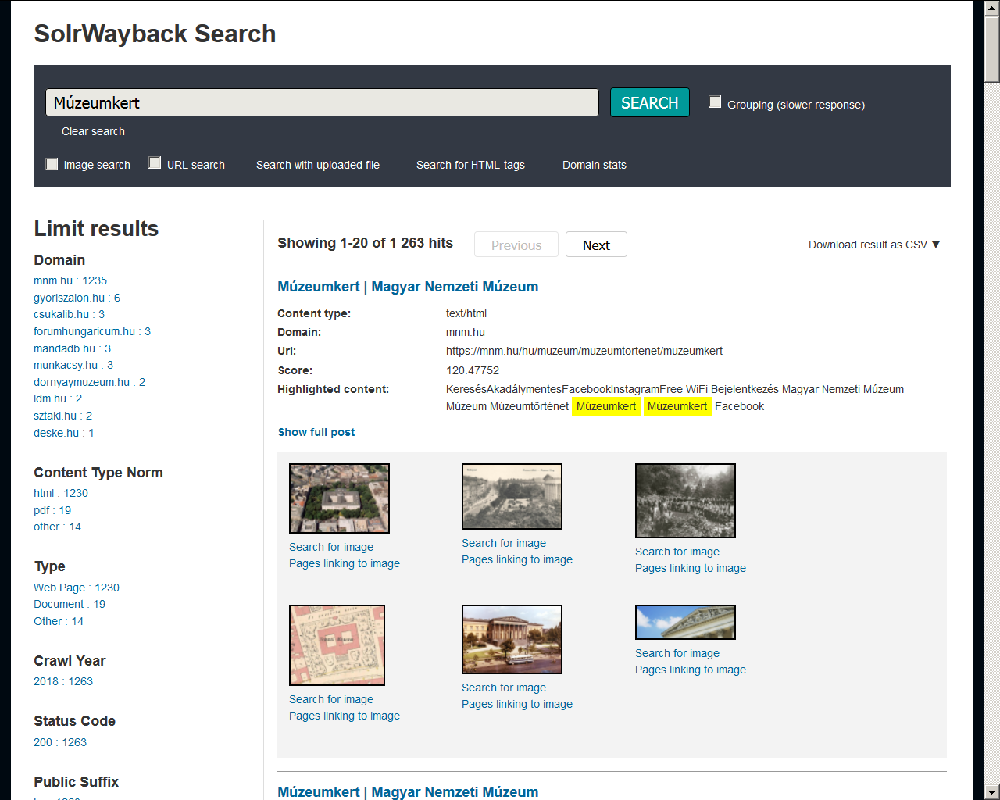 SolrWayback Search
Múzeumkert
SEARCH
Grouping (slower response)
Clear search
Image search
URL search
Search with uploaded file
Search for HTML-tags
Domain stats
Limit results
Domain
mnm.hu : 1235
gyoriszalon.hu : 6
csukalib.hu : 3
forumhungaricum.hu : 3
mandadb.hu : 3
munkacsy.hu : 3
dornyaymuzeum.hu : 2
ldm.hu : 2
sztaki.hu : 2
deske.hu : 1
Content Type Norm
html : 1230
pdf : 19
other : 14
Type
Web Page : 1230
Document : 19
Other : 14
Crawl Year
2018 : 1263
Status Code
200 : 1263
Public Suffix
Showing 1-20 of 1 263 hits
Previous
Next
Download result as CSV ▼
Múzeumkert | Magyar Nemzeti Múzeum
Content type: text/html
Domain: mnm.hu
Url: https://mnm.hu/hu/muzeum/muzeumtortenet/muzeumkert
Score: 120.47752
Highlighted content: KeresésAkadálymentesFacebookInstagramFree WiFi Bejelentkezés Magyar Nemzeti Múzeum
Múzeum Múzeumtörténet Múzeumkert Múzeumkert Facebook
Show full post
Search for image
Pages linking to image
Search for image
Pages linking to image
Search for image
Pages linking to image
Search for image
Pages linking to image
Search for image
Pages linking to image
Search for image
Pages linking to image
Múzeumkert | Magyar Nemzeti Múzeum